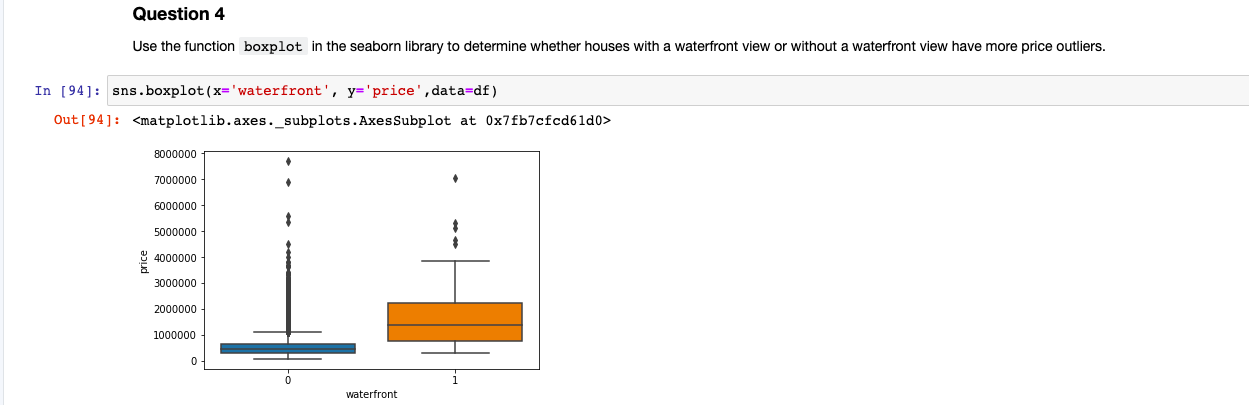 Question 4
Use the function boxplot in the seaborn library to determine whether houses with a waterfront view or without a waterfront view have more price outliers.
In [94]: sns.boxplot(x='waterfront', y='price',data=df)
Out[94]: <matplotlib.axes._subplots.AxesSubplot at 0x7fb7cfcd61d0>
8000000
7000000
6000000
5000000
4000000
3000000
2000000
1000000
0
price
0 1
waterfront